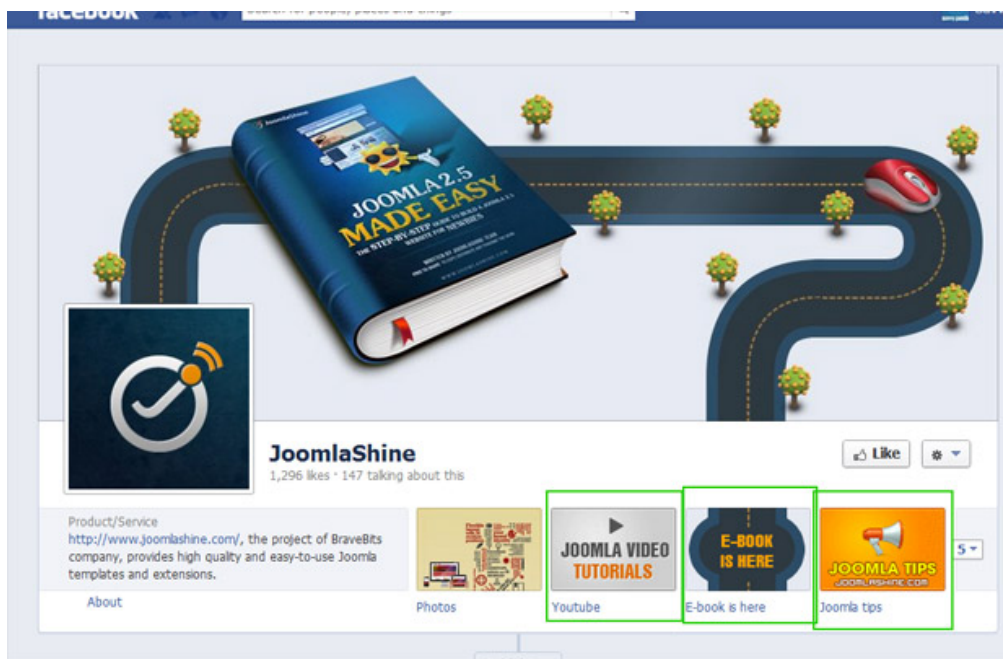 facebook
Search for people, places and things
JoomlaShine
JOOMLA 2.5
MADE EASY
THE STEP-BY-STEP GUIDE TO BUILD A JOOMLA 2.5
WEBSITE FOR NEWBIES
JoomlaShine
1,296 likes · 147 talking about this
Like
Product/Service
http://www.joomlashine.com/, the project of BraveBits
company, provides high quality and easy-to-use Joomla
templates and extensions.
About
Photos
JOOMLA VIDEO
TUTORIALS
Youtube
E-BOOK
IS HERE
E-book is here
JOOMLA TIPS
JOOMLASHINE.COM
Joomla tips
5